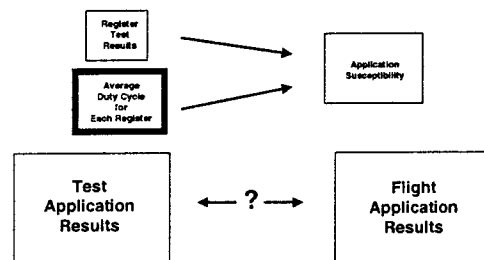 Register
Test
Results
Application
Susceptibility
Average
Duty Cycle
for
Each Register
Test
Application
Results
?
Flight
Application
Results